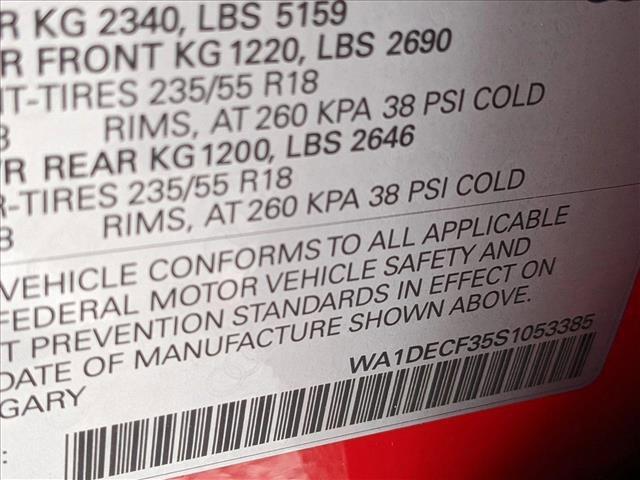 R KG 2340, LBS 5159
R FRONT KG 1220, LBS 2690
T-TIRES 235/55 R18
RIMS, AT 260 KPA 38 PSI COLD
R REAR KG 1200, LBS 2646
R-TIRES 235/55 R18
RIMS, AT 260 KPA 38 PSI COLD
VEHICLE CONFORMS TO ALL APPLICABLE
FEDERAL MOTOR VEHICLE SAFETY AND
T PREVENTION STANDARDS IN EFFECT ON
DATE OF MANUFACTURE SHOWN ABOVE.
WA1DECF35S1053385
GARY